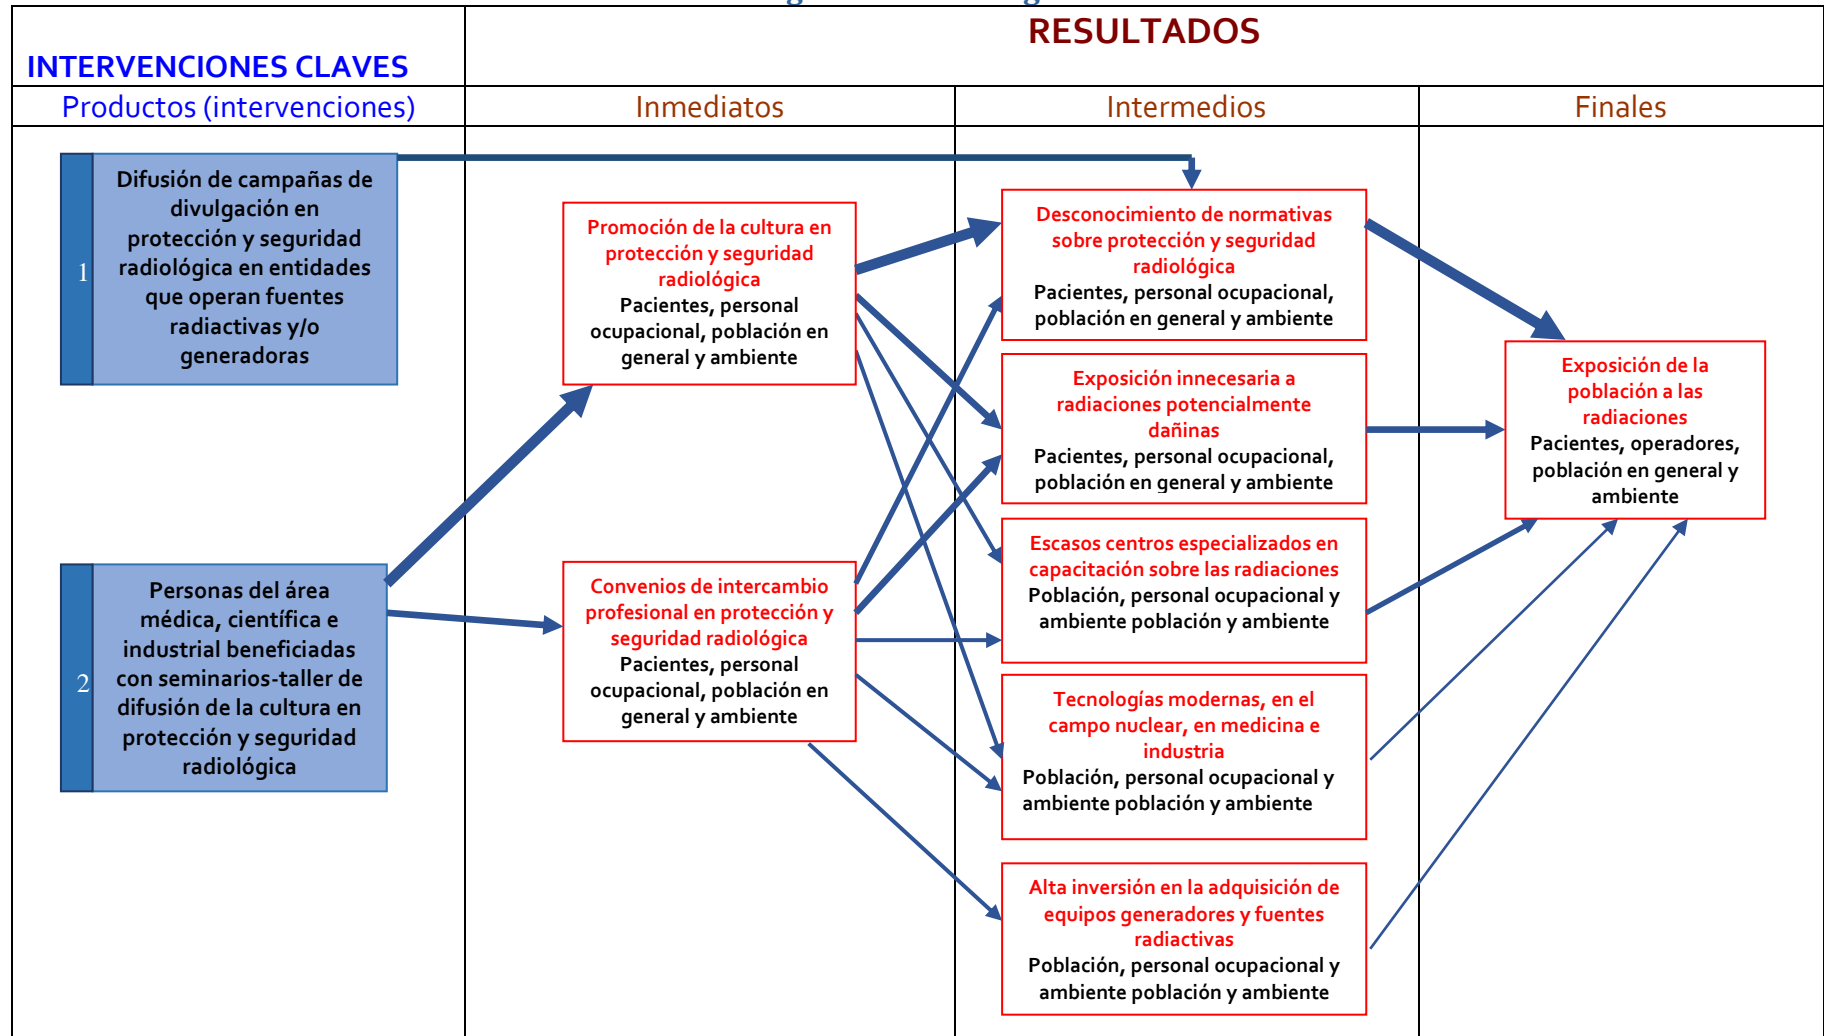 RESULTADOS
INTERVENCIONES CLAVES
Productos (intervenciones)
Inmediatos
Intermedios
Finales
1
Difusión de campañas de
divulgación en
protección y seguridad
radiológica en entidades
que operan fuentes
radiactivas y/o
generadoras
2
Personas del área
médica, científica e
industrial beneficiadas
con seminarios-taller de
difusión de la cultura en
protección y seguridad
radiológica
Promoción de la cultura en
protección y seguridad
radiológica
Pacientes, personal
ocupacional, población en
general y ambiente
Convenios de intercambio
profesional en protección y
seguridad radiológica
Pacientes, personal
ocupacional, población en
general y ambiente
Desconocimiento de normativas
sobre protección y seguridad
radiológica
Pacientes, personal ocupacional,
población en general y ambiente
Exposición innecesaria a
radiaciones potencialmente
dañinas
Pacientes, personal ocupacional,
población en general y ambiente
Escasos centros especializados en
capacitación sobre las radiaciones
Población, personal ocupacional y
ambiente población y ambiente
Tecnologías modernas, en el
campo nuclear, en medicina e
industria
Población, personal ocupacional y
ambiente población y ambiente
Alta inversión en la adquisición de
equipos generadores y fuentes
radiactivas
Población, personal ocupacional y
ambiente población y ambiente
Exposición de la
población a las
radiaciones
Pacientes, operadores,
población en general y
ambiente